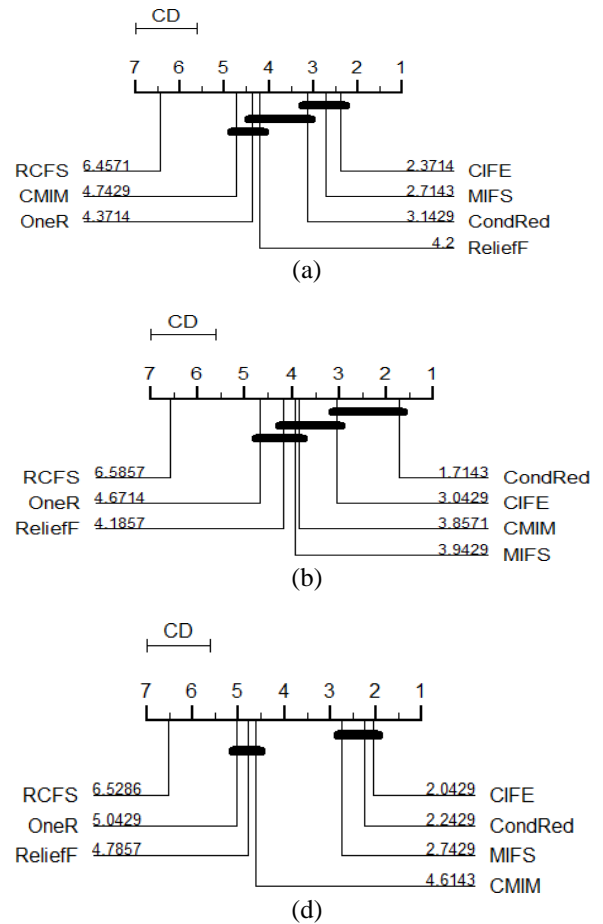 CD
7 6 5 4 3 2 1
RCFS 6.4571 2.3714 CIFE
CMIM 4.7429 2.7143 MIFS
OneR 4.3714 3.1429 CondRed
4.2 ReliefF
(a)
CD
7 6 5 4 3 2 1
RCFS 6.5857 1.7143 CondRed
OneR 4.6714 3.0429 CIFE
ReliefF 4.1857 3.8571 CMIM
3.9429 MIFS
(b)
CD
7 6 5 4 3 2 1
RCFS 6.5286 2.0429 CIFE
OneR 5.0429 2.2429 CondRed
ReliefF 4.7857 2.7429 MIFS
4.6143 CMIM
(d)